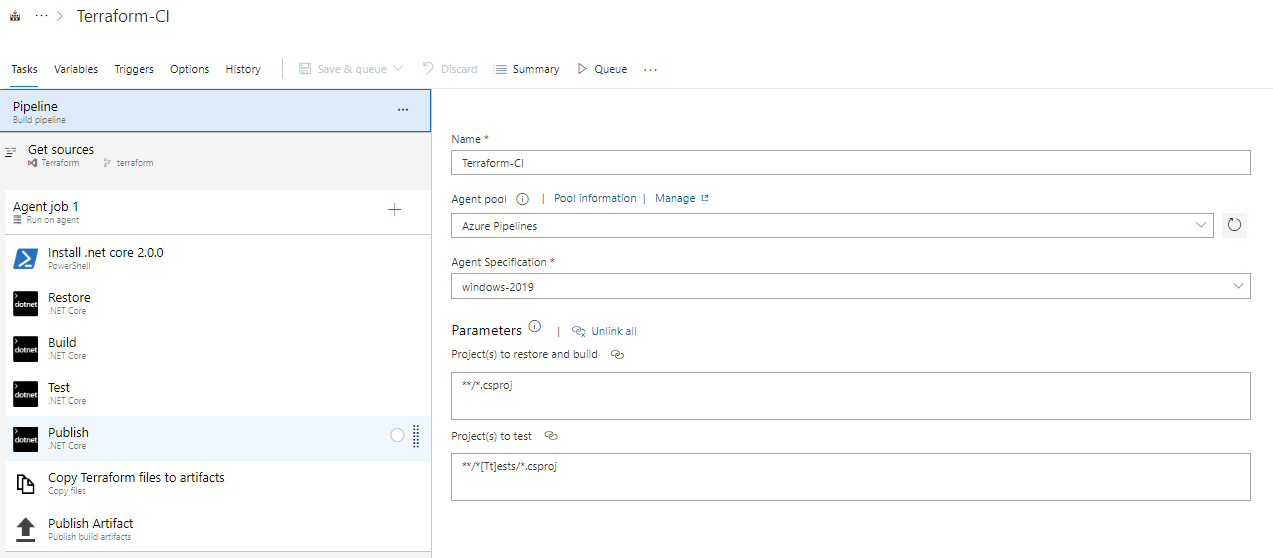 ··· > Terraform-CI
Tasks Variables Triggers Options History Save & queue Discard Summary Queue ···
Pipeline ···
Build pipeline
Get sources
Terraform terraform
Agent job 1 +
Run on agent
Install .net core 2.0.0
PowerShell
dotnet Restore
.NET Core
dotnet Build
.NET Core
dotnet Test
.NET Core
dotnet Publish
.NET Core
Copy Terraform files to artifacts
Copy files
Publish Artifact
Publish build artifacts
Name *
Terraform-CI
Agent pool | Pool information | Manage
Azure Pipelines
Agent Specification *
windows-2019
Parameters | Unlink all
Project(s) to restore and build
**/*.csproj
Project(s) to test
**/*[Tt]ests/*.csproj